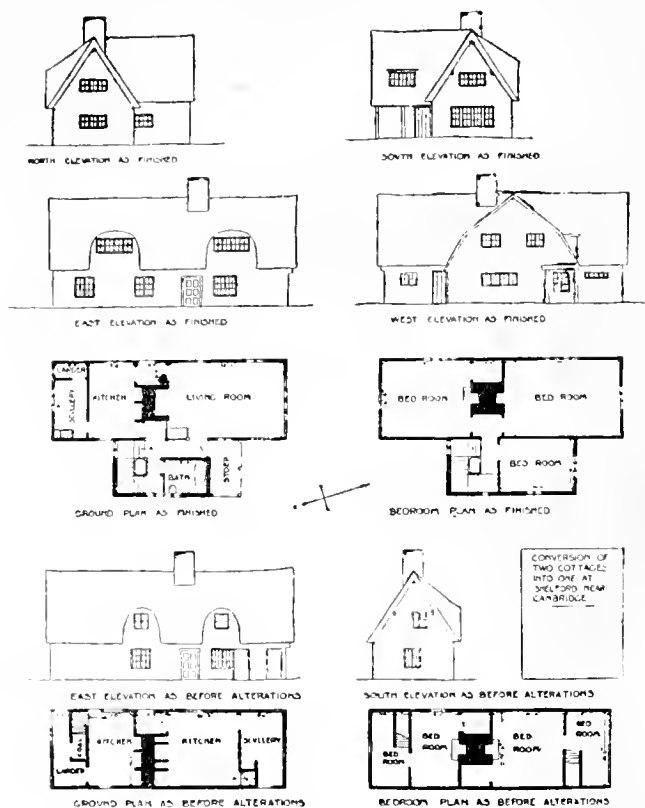 NORTH ELEVATION AS FINISHED
SOUTH ELEVATION AS FINISHED
EAST ELEVATION AS FINISHED
WEST ELEVATION AS FINISHED
LARDER
SCULLERY
KITCHEN
LIVING ROOM
BATH
STOEP
GROUND PLAN AS FINISHED
BED ROOM
BED ROOM
BED ROOM
BEDROOM PLAN AS FINISHED
CONVERSION OF
TWO COTTAGES
INTO ONE AT
SHELFORD NEAR
CAMBRIDGE
EAST ELEVATION AS BEFORE ALTERATIONS
SOUTH ELEVATION AS BEFORE ALTERATIONS
COAL
LARDER
KITCHEN
KITCHEN
SCULLERY
GROUND PLAN AS BEFORE ALTERATIONS
BED
ROOM
BED
ROOM
BED
ROOM
BED
ROOM
BEDROOM PLAN AS BEFORE ALTERATIONS